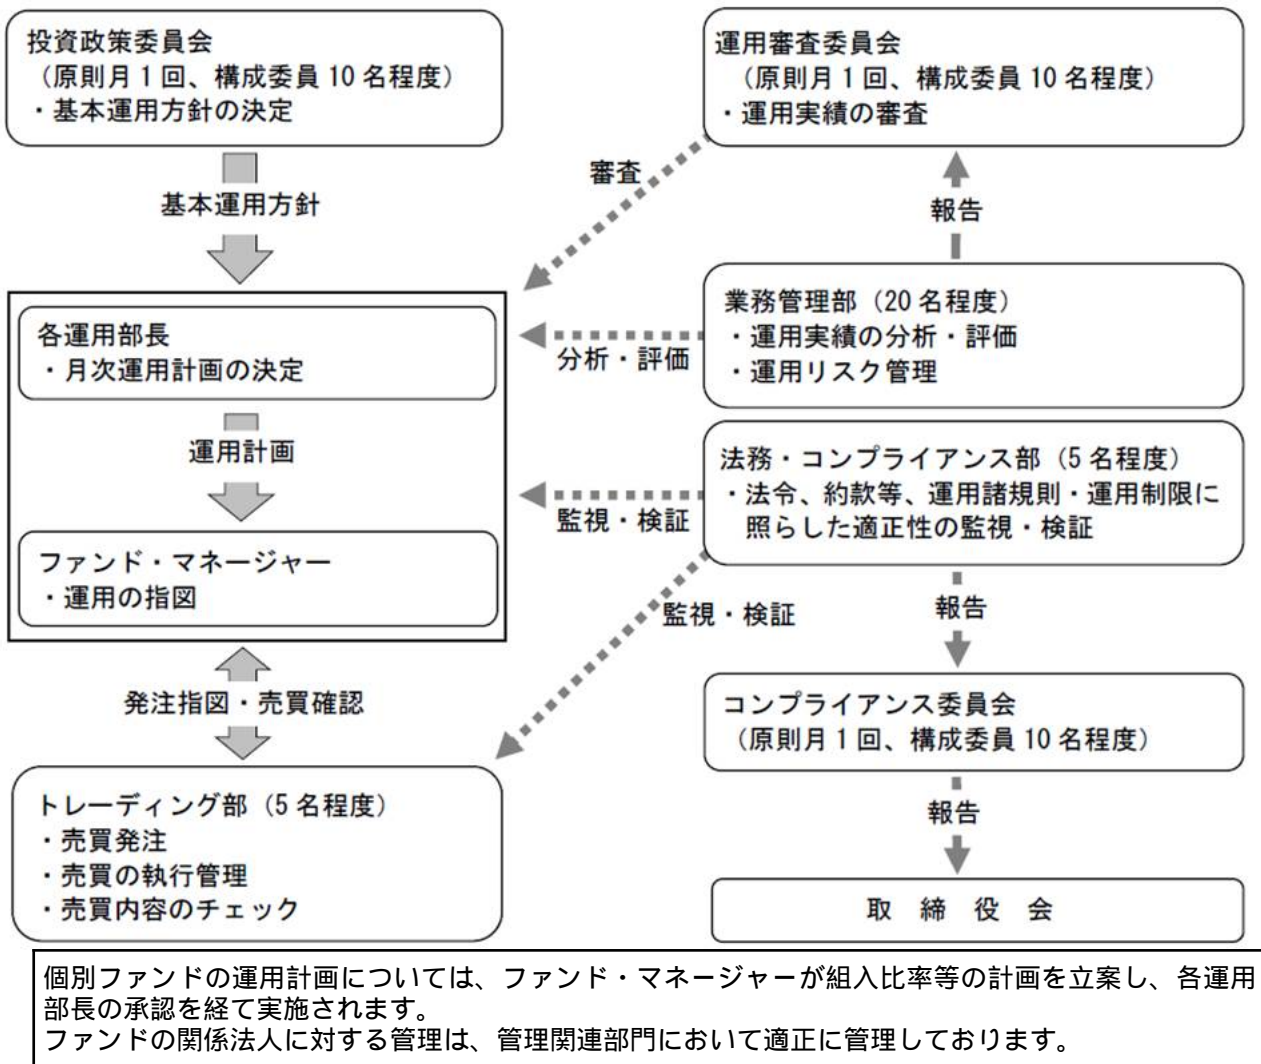 投資政策委員会
（原則月1回、構成委員10名程度）
・基本運用方針の決定
基本運用方針
各運用部長
・月次運用計画の決定
運用計画
ファンド・マネージャー
・運用の指図
発注指図・売買確認
トレーディング部（5名程度）
・売買発注
・売買の執行管理
・売買内容のチェック
運用審査委員会
（原則月1回、構成委員10名程度）
・運用実績の審査
審査
報告
業務管理部（20名程度）
・運用実績の分析・評価
・運用リスク管理
分析・評価
法務・コンプライアンス部（5名程度）
・法令、約款等、運用諸規則・運用制限に
照らした適正性の監視・検証
監視・検証
監視・検証
報告
コンプライアンス委員会
（原則月1回、構成委員10名程度）
報告
取　締　役　会
個別ファンドの運用計画については、ファンド・マネージャーが組入比率等の計画を立案し、各運用
部長の承認を経て実施されます。
ファンドの関係法人に対する管理は、管理関連部門において適正に管理しております。